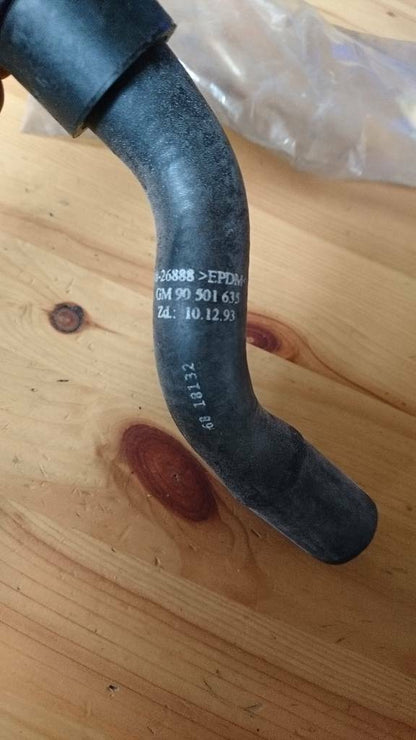 -26888 >EPDM<
GM 90 501 635
Zd.: 10.12.93
68 18132